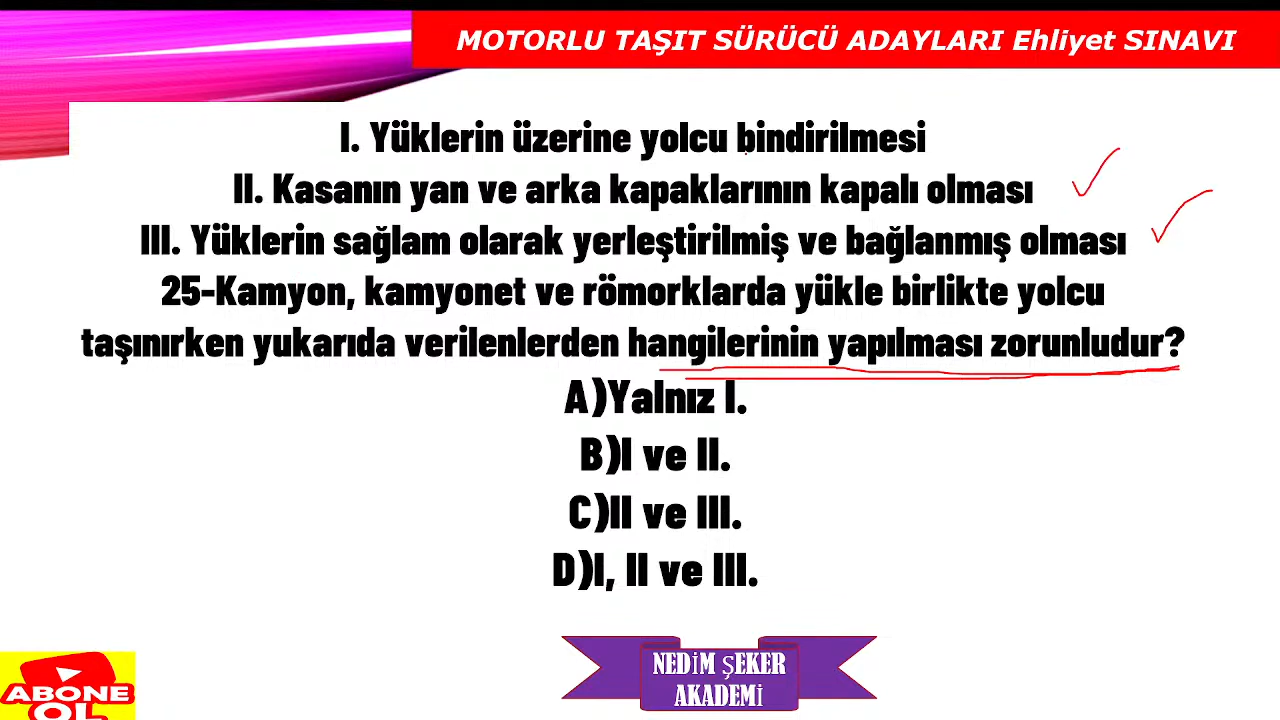 MOTORLU TAŞIT SÜRÜCÜ ADAYLARI Ehliyet SINAVI
I. Yüklerin üzerine yolcu bindirilmesi
II. Kasanın yan ve arka kapaklarının kapalı olması
III. Yüklerin sağlam olarak yerleştirilmiş ve bağlanmış olması
25-Kamyon, kamyonet ve römorklarda yükle birlikte yolcu
taşınırken yukarıda verilenlerden hangilerinin yapılması zorunludur?
A)Yalnız I.
B)I ve II.
C)II ve III.
D)I, II ve III.
NEDİM ŞEKER
AKADEMİ
ABONE
OL